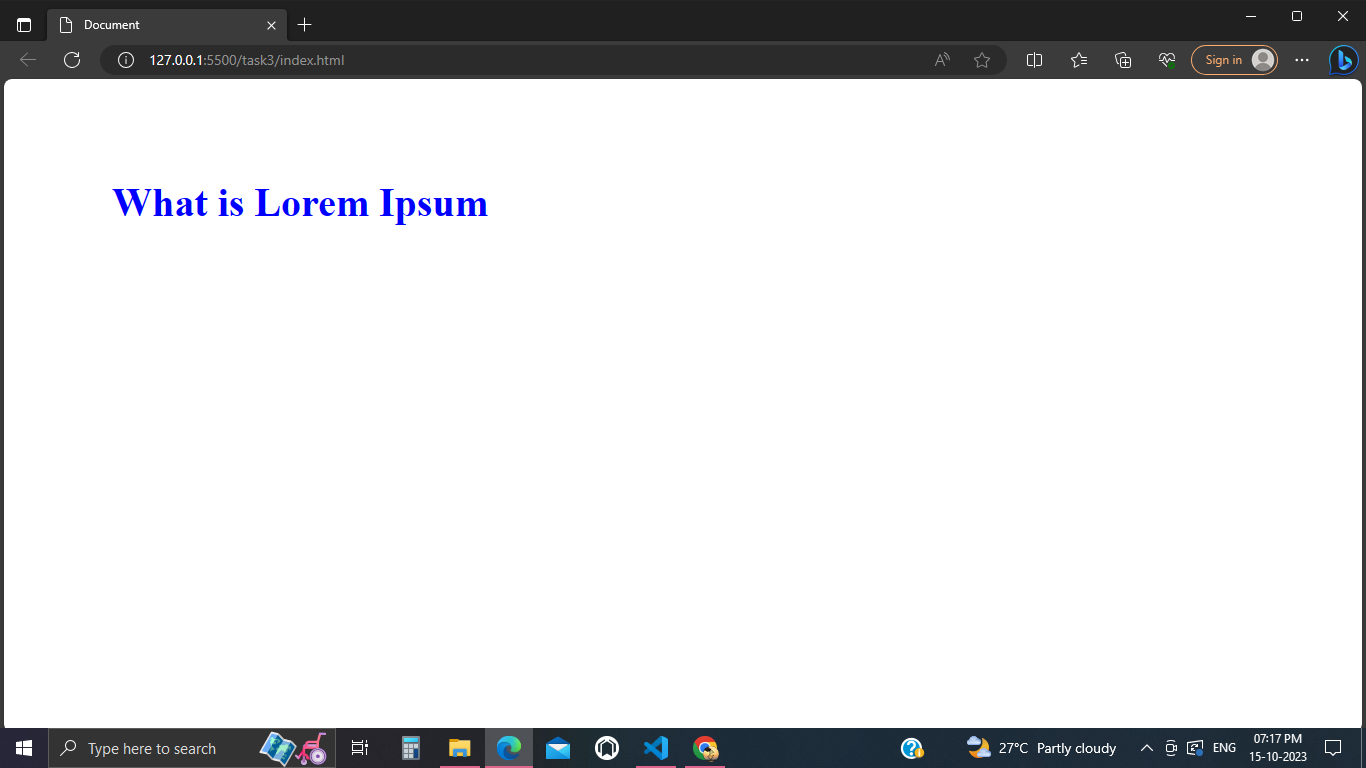 Document
127.0.0.1:5500/task3/index.html
Sign in
What is Lorem Ipsum
Type here to search
27°C Partly cloudy
ENG
07:17 PM
15-10-2023